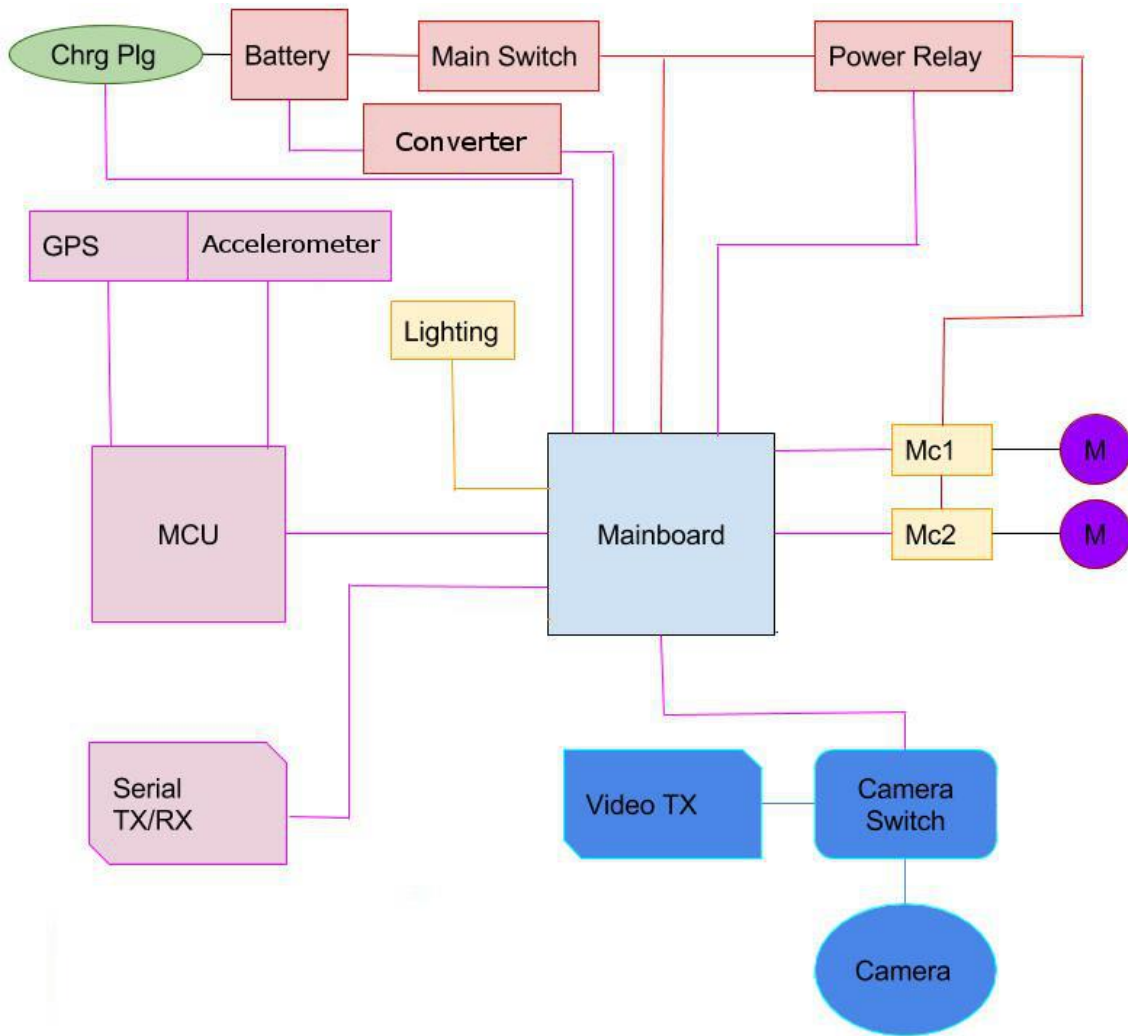 Chrg Plg
Battery
Main Switch
Power Relay
Converter
GPS
Accelerometer
Lighting
Mc1
M
MCU
Mainboard
Mc2
M
Serial
TX/RX
Video TX
Camera
Switch
Camera